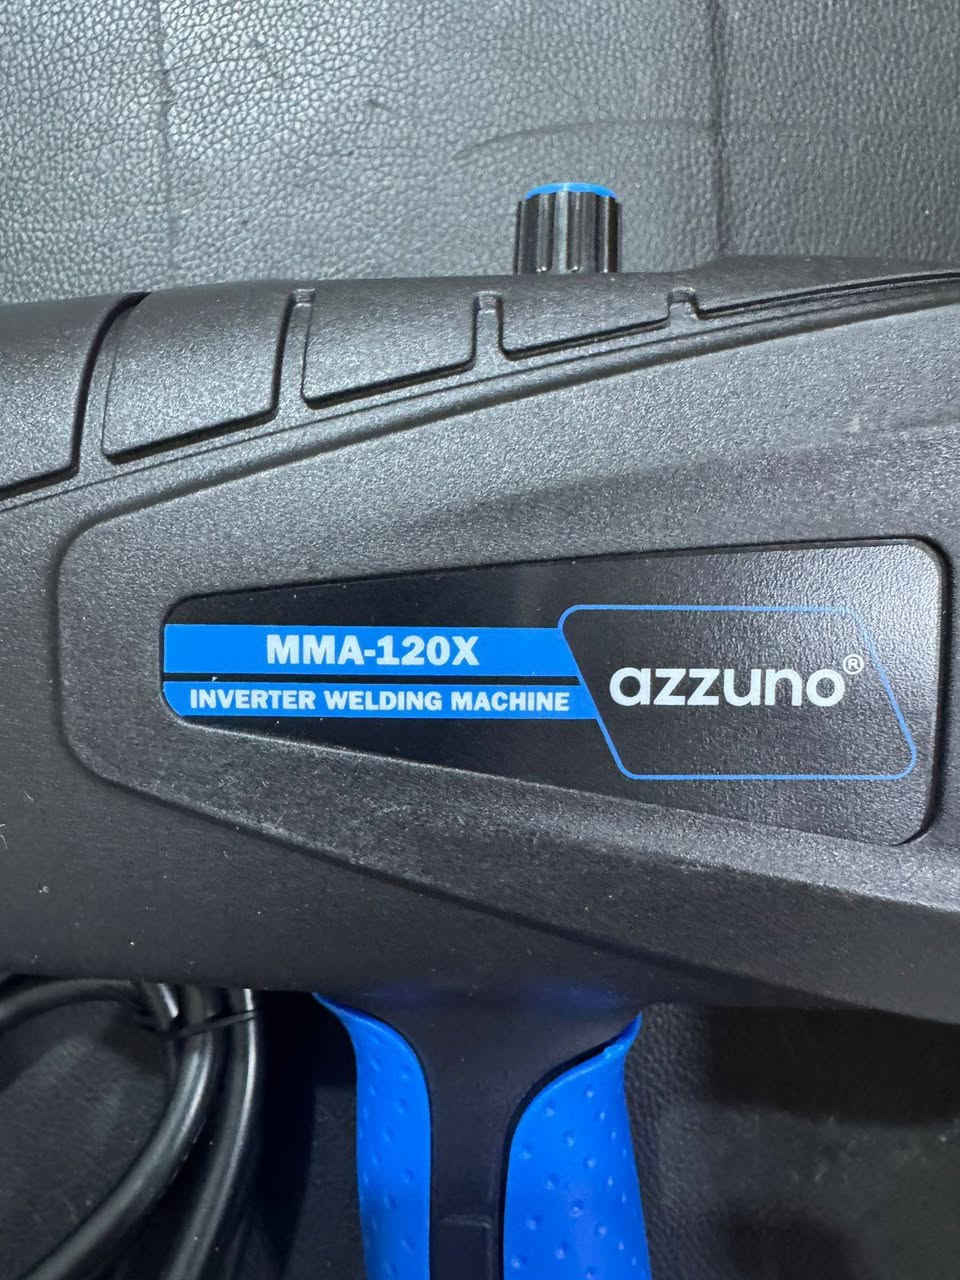 MMA-120X
INVERTER WELDING MACHINE
azzuno®